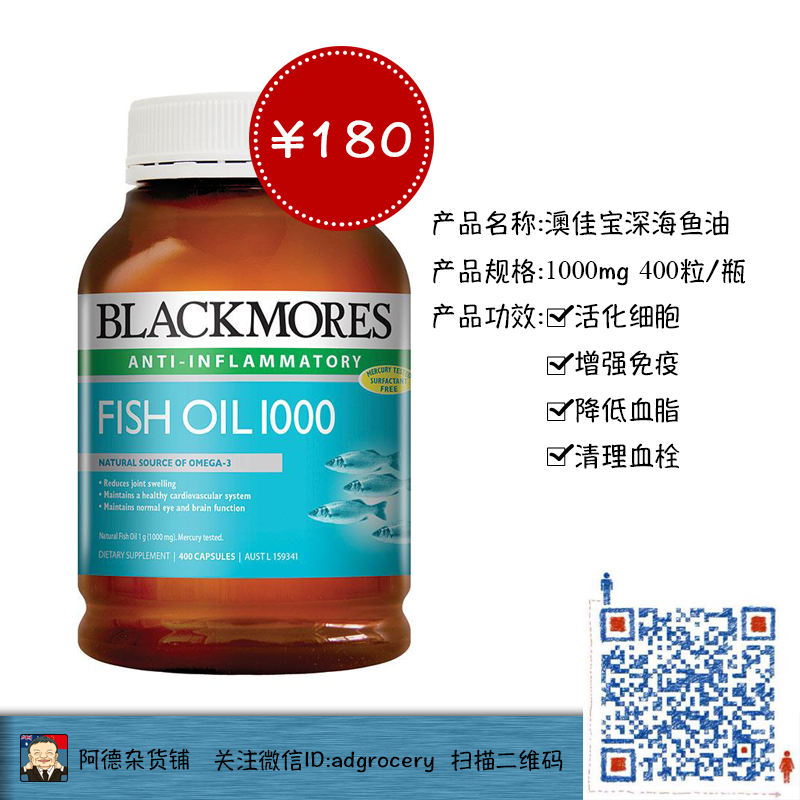 ¥180
BLACKMORES
ANTI-INFLAMMATORY
MERCURY TESTED
SURFACTANT
FREE
FISH OIL 1000
NATURAL SOURCE OF OMEGA-3
• Reduces joint swelling
• Maintains a healthy cardiovascular system
• Maintains normal eye and brain function
Natural Fish Oil 1 g (1000 mg). Mercury tested.
DIETARY SUPPLEMENT | 400 CAPSULES | AUST L 159341
产品名称:澳佳宝深海鱼油
产品规格:1000mg 400粒/瓶
产品功效:☑活化细胞
☑增强免疫
☑降低血脂
☑清理血栓
阿德杂货铺 关注微信ID:adgrocery 扫描二维码